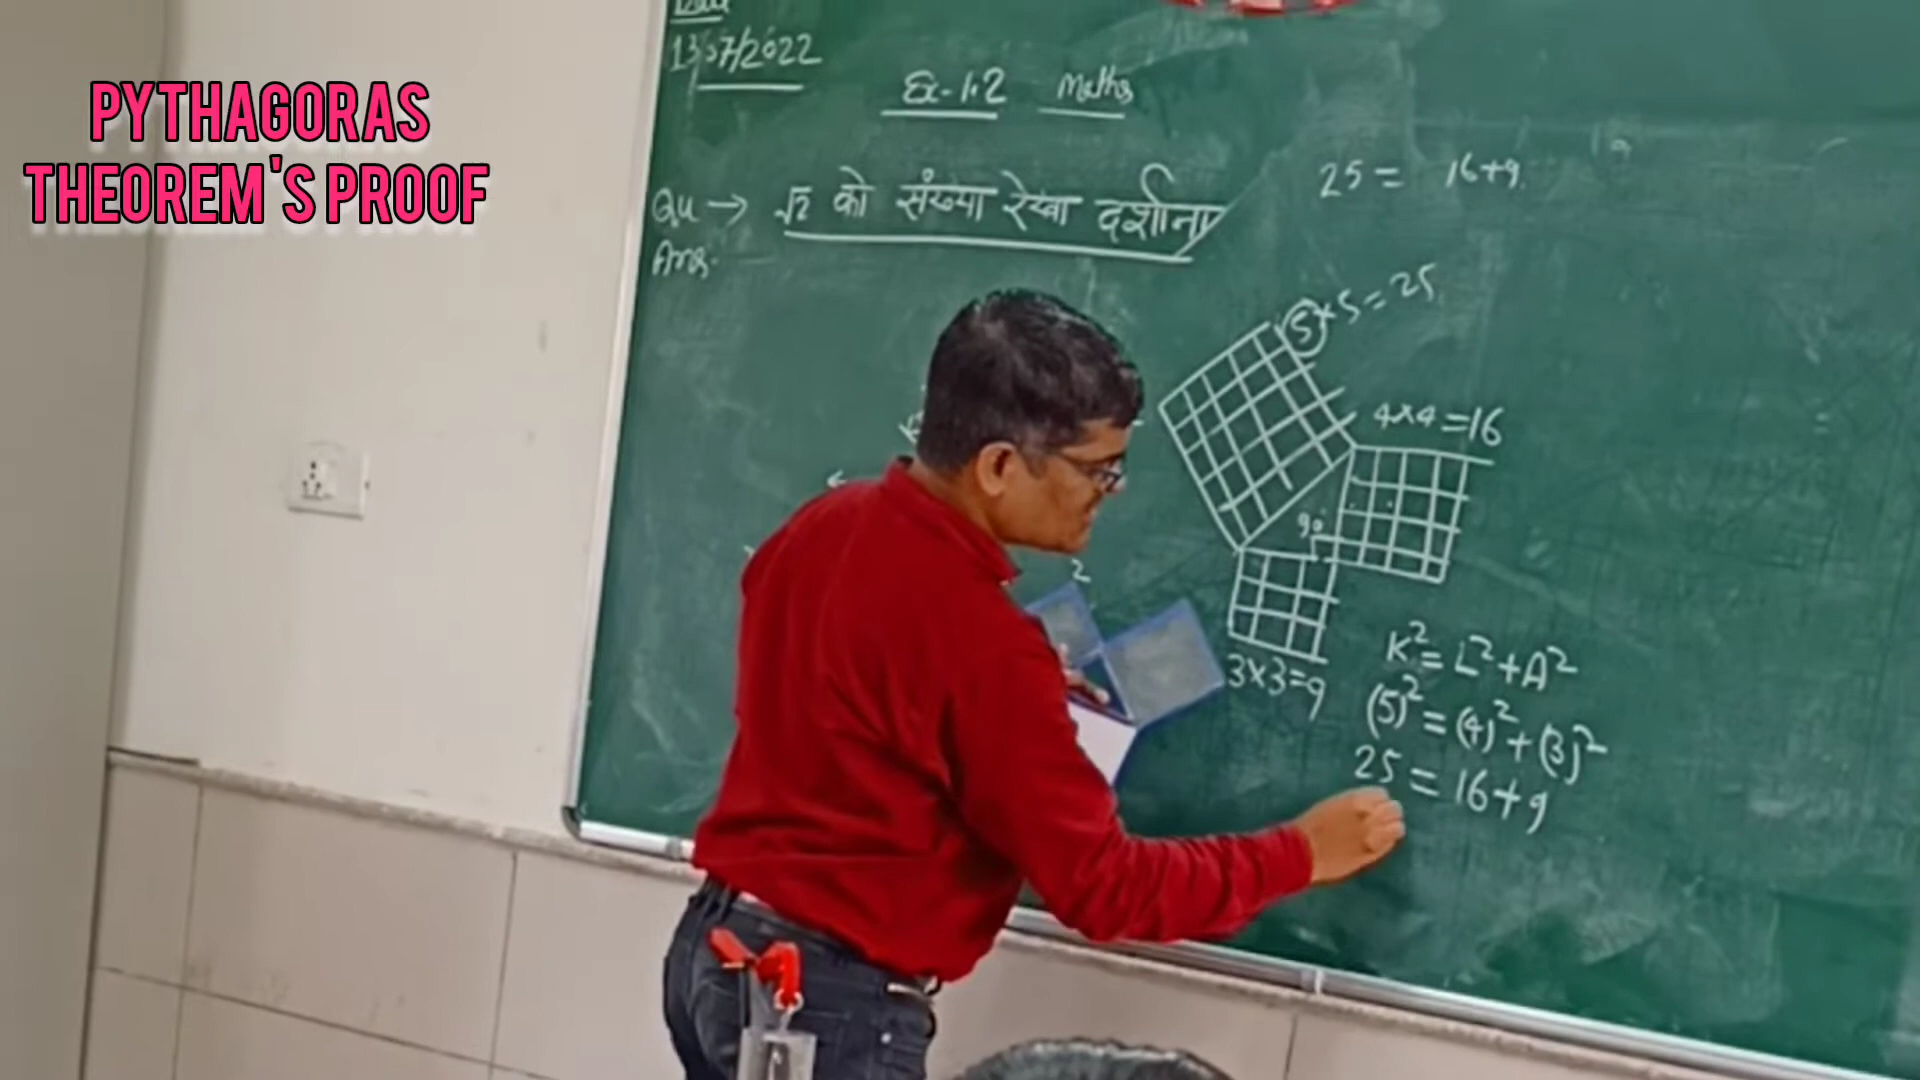 PYTHAGORAS
THEOREM'S PROOF
13/07/2022
Ex-1.2 Maths
Qu → √2 को संख्या रेखा दर्शाना
Ans.
25 = 16+9
5×5=25
4×4=16
90°
2
3×3=9
K²=L²+A²
(5)²=(4)²+(3)²
25=16+9